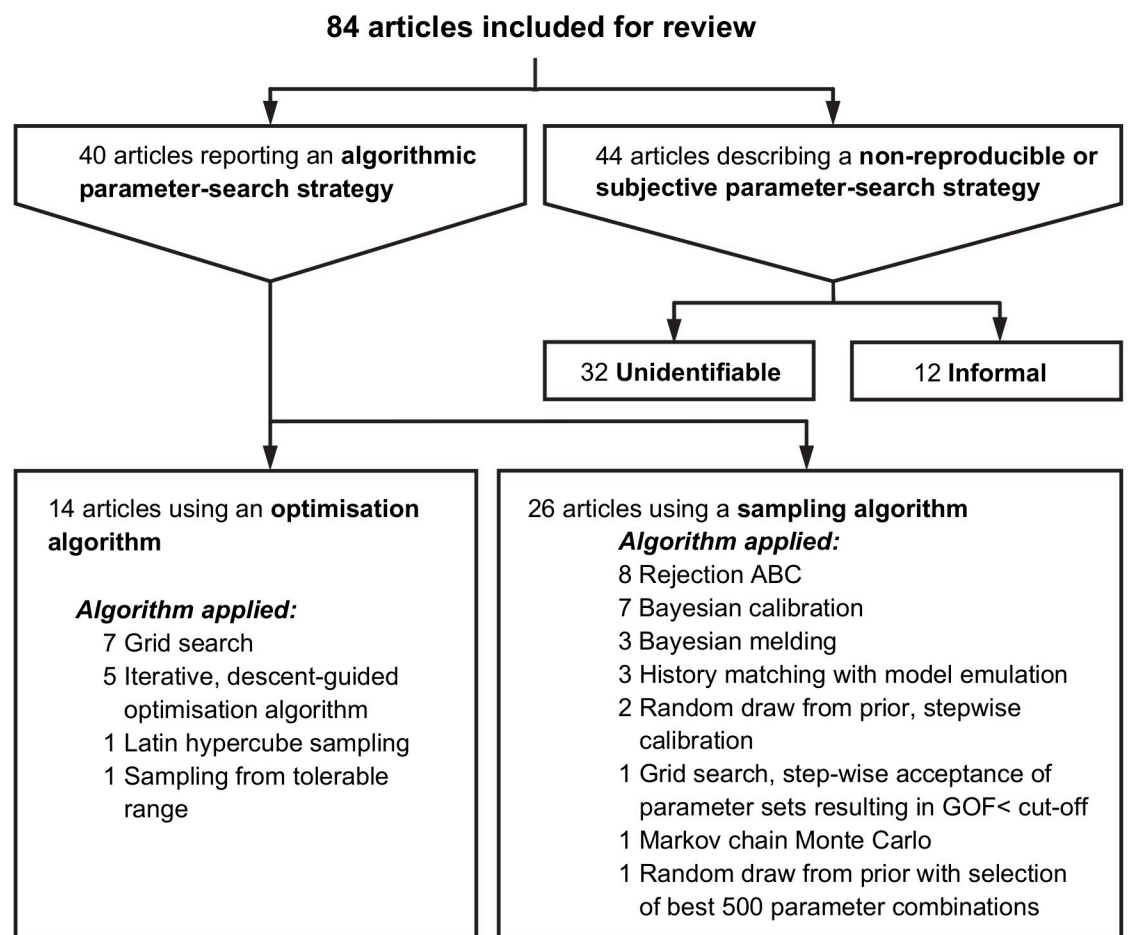 84 articles included for review
40 articles reporting an algorithmic
parameter-search strategy
44 articles describing a non-reproducible or
subjective parameter-search strategy
32 Unidentifiable
12 Informal
14 articles using an optimisation
algorithm
Algorithm applied:
7 Grid search
5 Iterative, descent-guided
optimisation algorithm
1 Latin hypercube sampling
1 Sampling from tolerable
range
26 articles using a sampling algorithm
Algorithm applied:
8 Rejection ABC
7 Bayesian calibration
3 Bayesian melding
3 History matching with model emulation
2 Random draw from prior, stepwise
calibration
1 Grid search, step-wise acceptance of
parameter sets resulting in GOF< cut-off
1 Markov chain Monte Carlo
1 Random draw from prior with selection
of best 500 parameter combinations